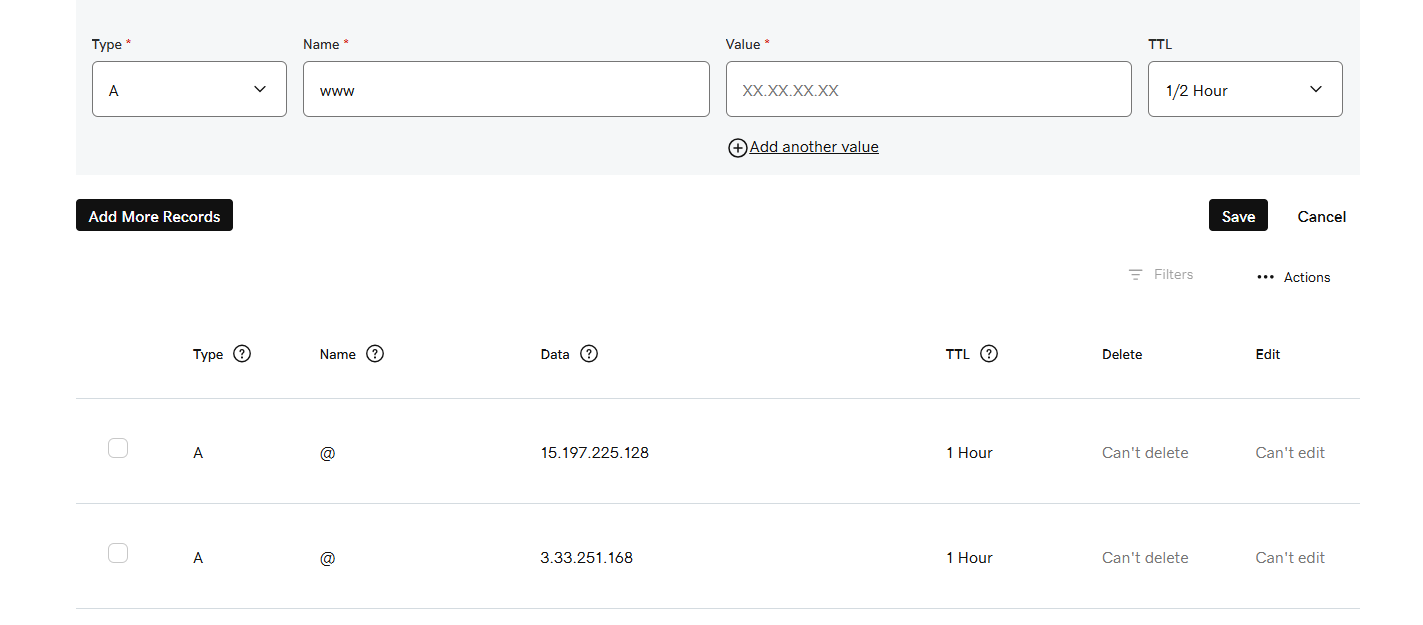 Type * Name * Value * TTL
A www XX.XX.XX.XX 1/2 Hour
Add another value
Add More Records Save Cancel
Filters Actions
Type ? Name ? Data ? TTL ? Delete Edit
A @ 15.197.225.128 1 Hour Can't delete Can't edit
A @ 3.33.251.168 1 Hour Can't delete Can't edit